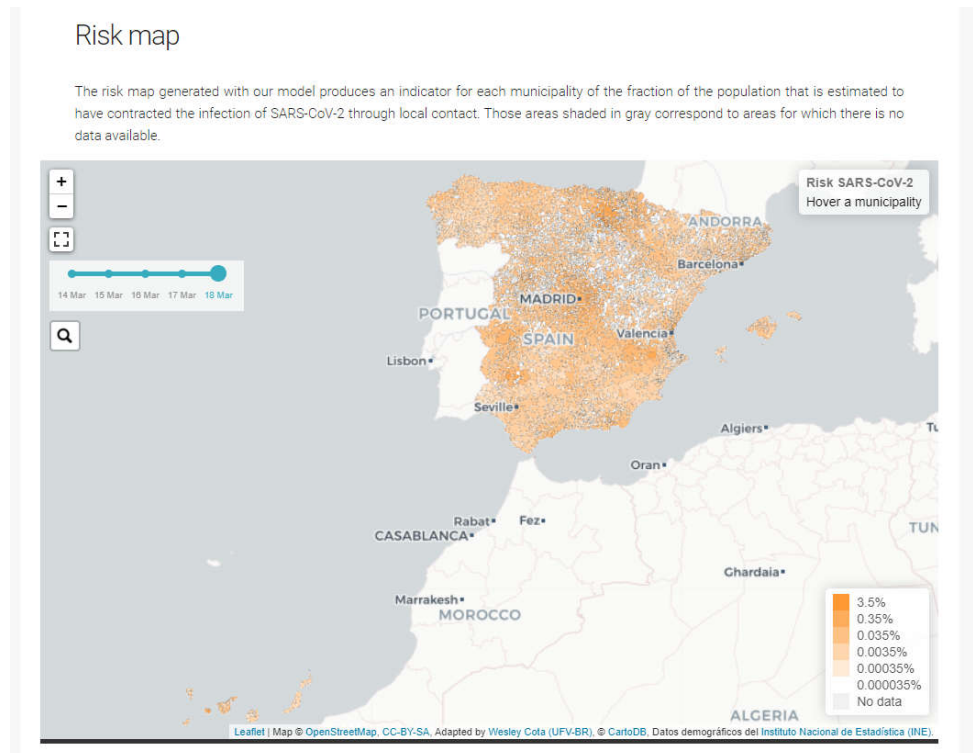 Risk map
The risk map generated with our model produces an indicator for each municipality of the fraction of the population that is estimated to
have contracted the infection of SARS-CoV-2 through local contact. Those areas shaded in gray correspond to areas for which there is no
data available.
+
−
Risk SARS-CoV-2
Hover a municipality
14 Mar 15 Mar 16 Mar 17 Mar 18 Mar
ANDORRA
Barcelona
MADRID
PORTUGAL
SPAIN
Valencia
Lisbon
Seville
Algiers
Tu
Oran
Rabat
Fez
CASABLANCA
TUN
Ghardaia
Marrakesh
MOROCCO
3.5%
0.35%
0.035%
0.0035%
0.00035%
0.000035%
No data
ALGERIA
Leaflet | Map © OpenStreetMap, CC-BY-SA, Adapted by Wesley Cota (UFV-BR), © CartoDB, Datos demográficos del Instituto Nacional de Estadística (INE).